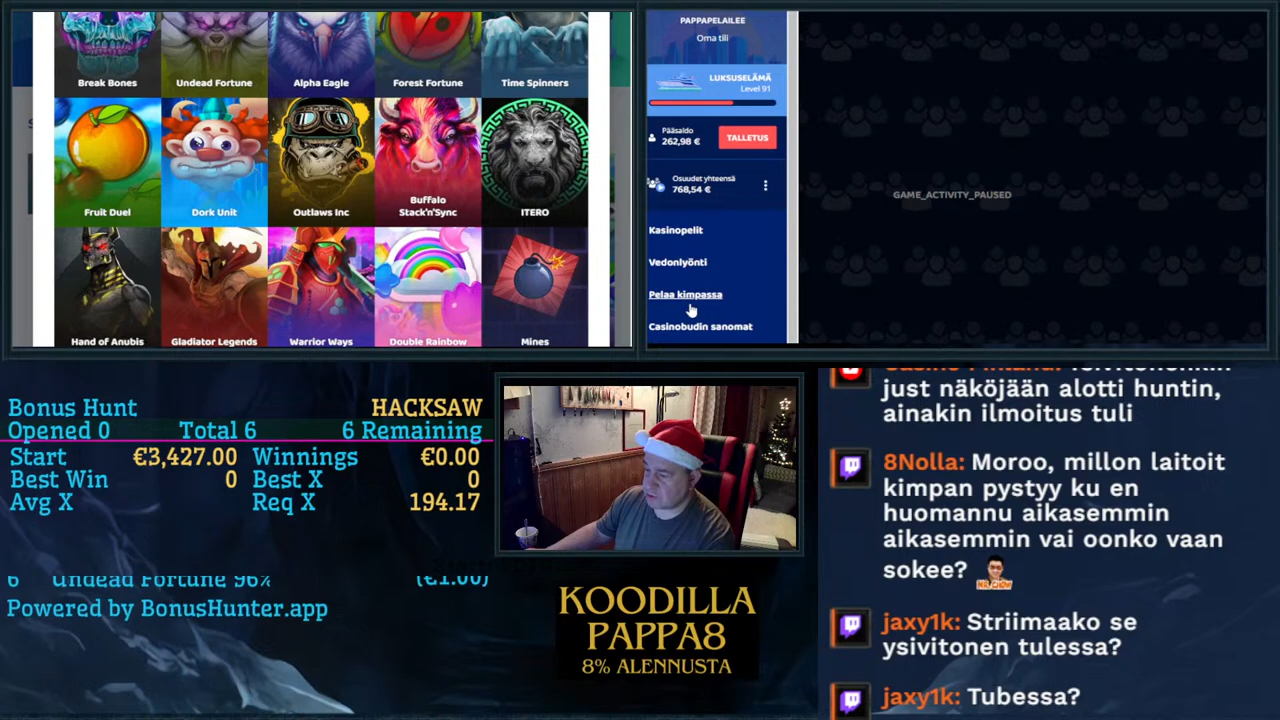 Break Bones
Undead Fortune
Alpha Eagle
Forest Fortune
Time Spinners
Fruit Duel
Dork Unit
Outlaws Inc
Buffalo
Stack'n'Sync
ITERO
Hand of Anubis
Gladiator Legends
Warrior Ways
Double Rainbow
Mines
PAPPAPELAILEE
Oma tili
LUKSUSELÄMÄ
Level 91
Pääsaldo
262,98 €
TALLETUS
Osuudet yhteensä
768,54 €
Kasinopelit
Vedonlyönti
Pelaa kimpassa
Casinobudin sanomat
GAME_ACTIVITY_PAUSED
Bonus Hunt HACKSAW
Opened 0 Total 6 6 Remaining
Start €3,427.00 Winnings €0.00
Best Win 0 Best X 0
Avg X Req X 194.17
6 Undead Fortune 96% (€1.00)
Powered by BonusHunter.app
KOODILLA
PAPPA8
8% ALENNUSTA
just näköjään alotti huntin,
ainakin ilmoitus tuli
8Nolla: Moroo, millon laitoit
kimpan pystyy ku en
huomannu aikasemmin
aikasemmin vai oonko vaan
sokee?
MR. CHOW
jaxy1k: Striimaako se
ysivitonen tulessa?
jaxy1k: Tubessa?